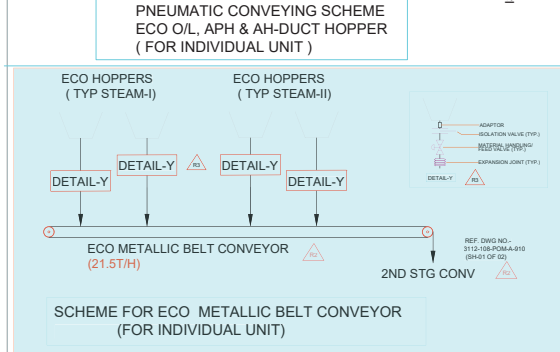 PNEUMATIC CONVEYING SCHEME
ECO O/L, APH & AH-DUCT HOPPER
( FOR INDIVIDUAL UNIT )
ECO HOPPERS
( TYP STEAM-I)
ECO HOPPERS
( TYP STEAM-II)
ADAPTOR
ISOLATION VALVE (TYP.)
MATERIAL HANDLING/
FEED VALVE (TYP.)
EXPANSION JOINT (TYP.)
DETAIL-Y
R3
DETAIL-Y
DETAIL-Y
R3
DETAIL-Y
DETAIL-Y
ECO METALLIC BELT CONVEYOR
(21.5T/H)
R2
REF. DWG NO.-
3112-108-POM-A-910
(SH-01 OF 02)
R2
2ND STG CONV
SCHEME FOR ECO METALLIC BELT CONVEYOR
(FOR INDIVIDUAL UNIT)